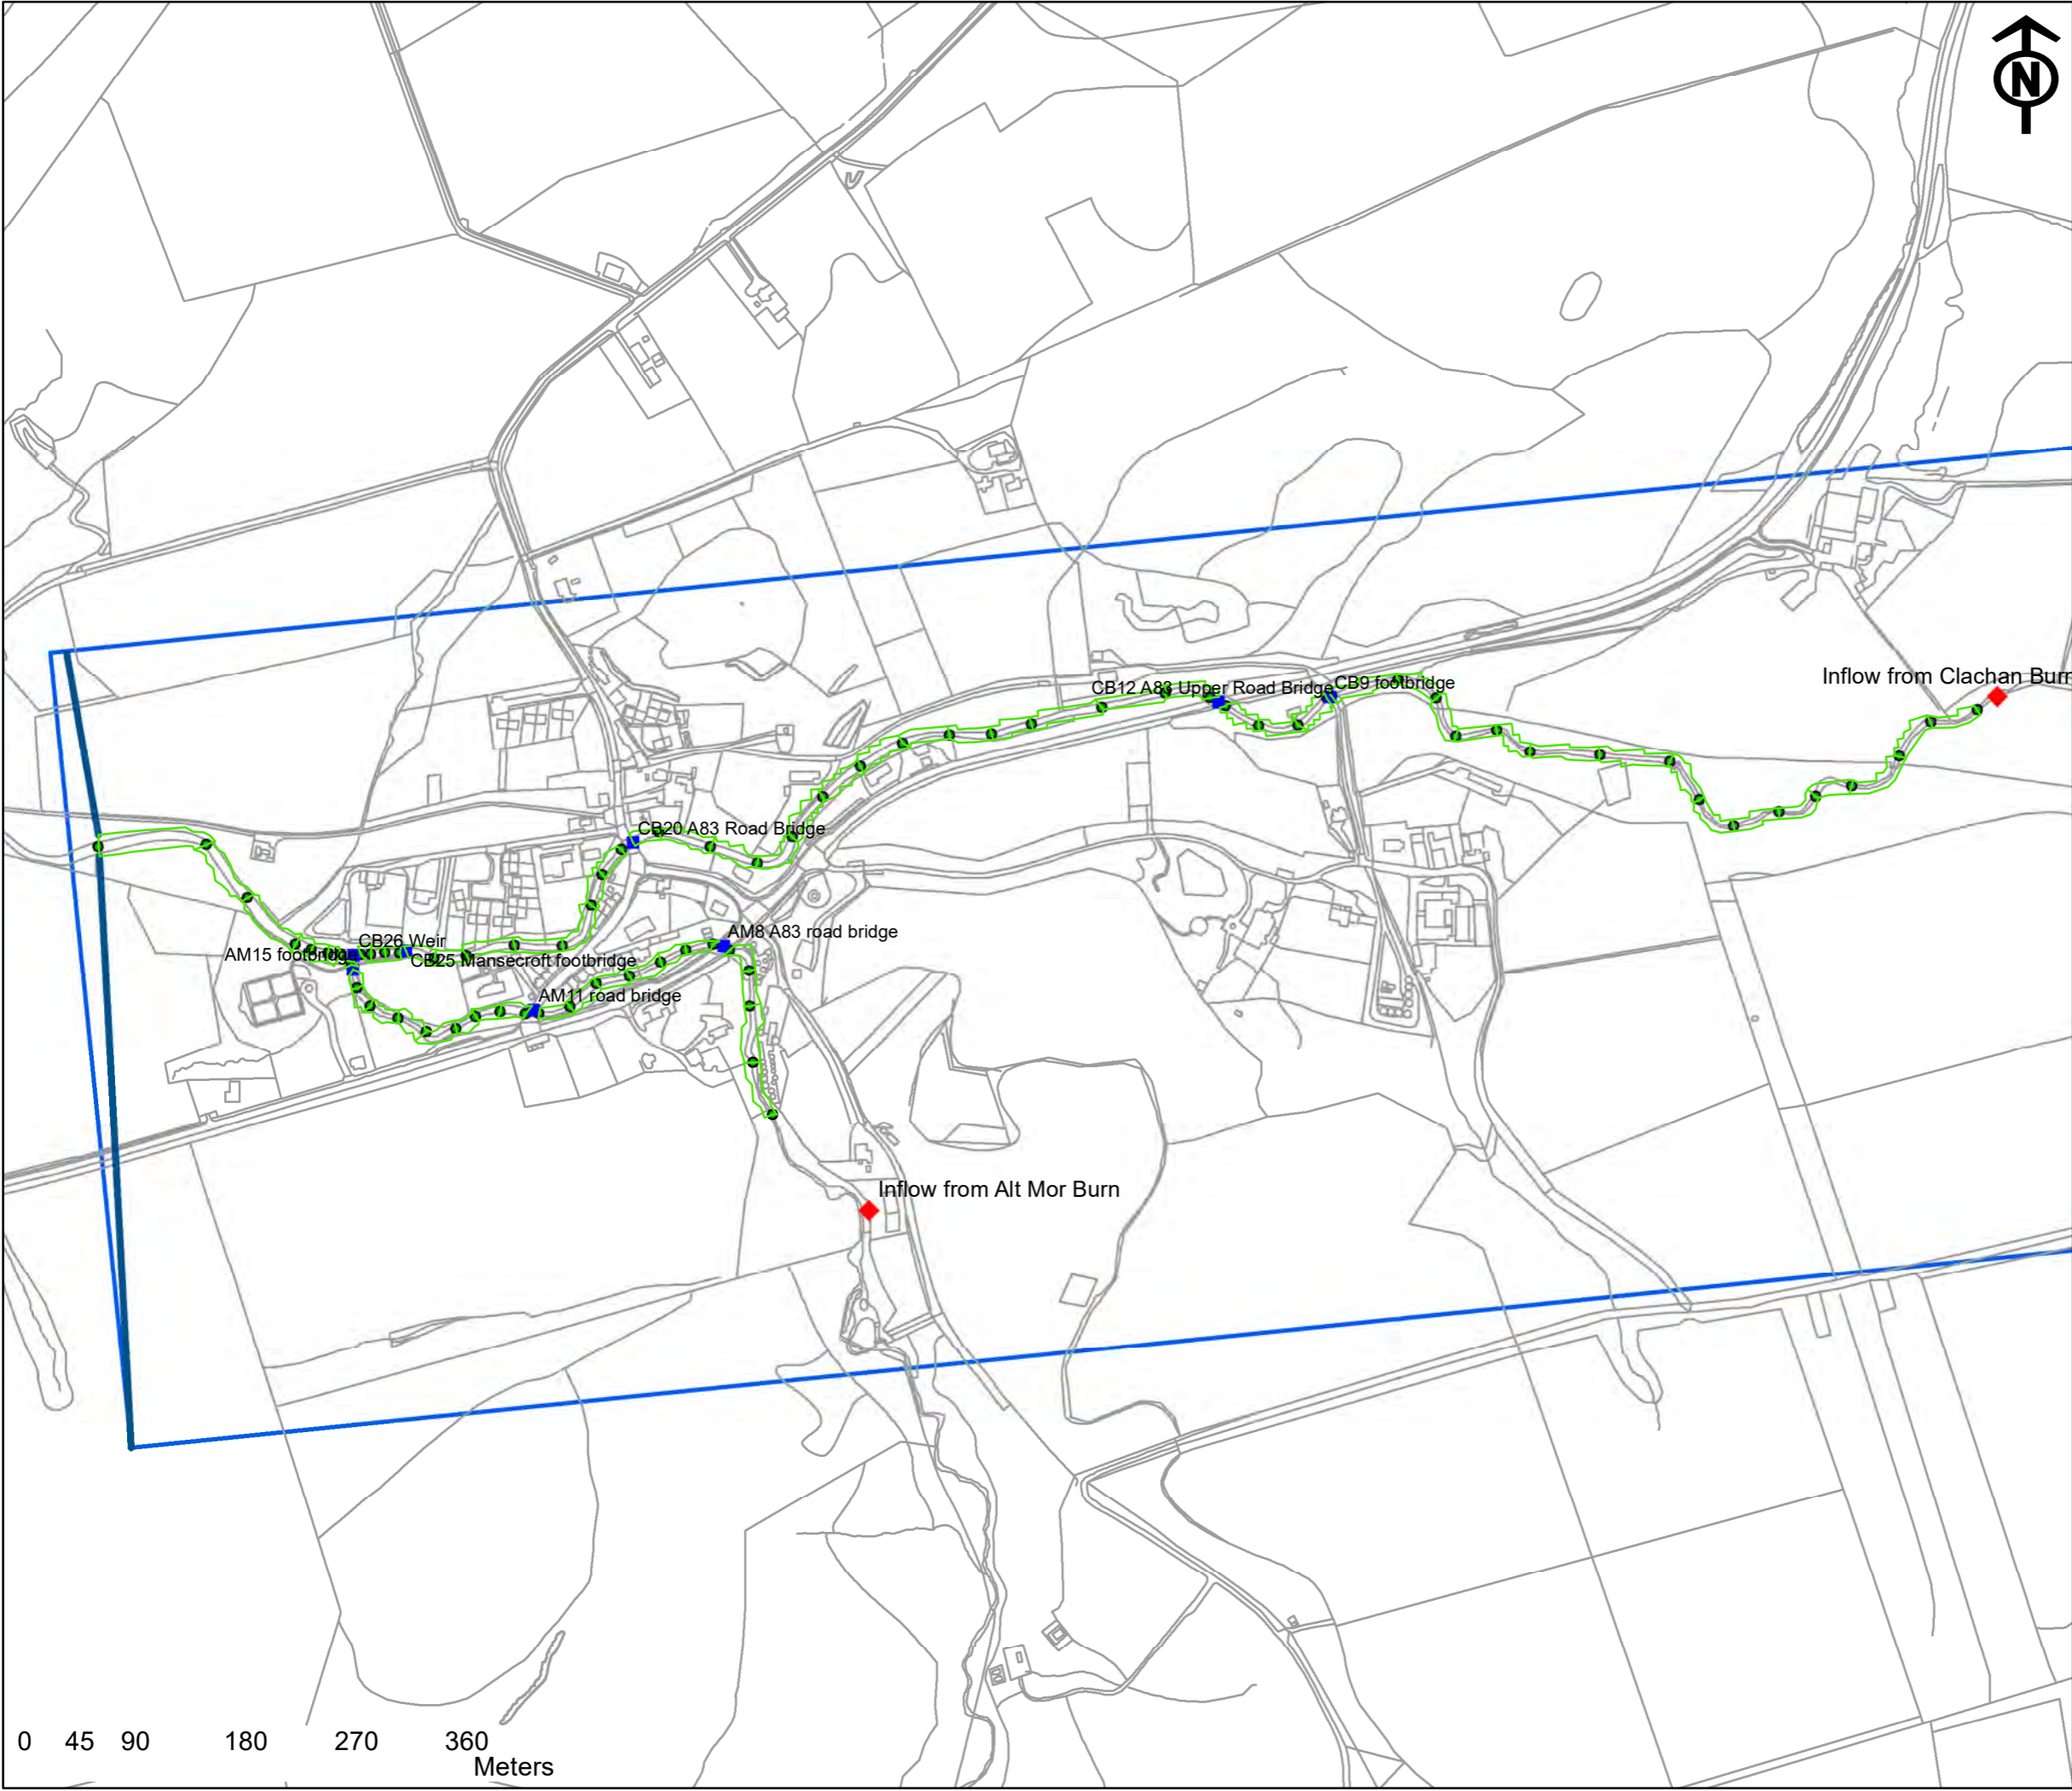 N
Inflow from Clachan Burn
CB9 footbridge
CB12 A83 Upper Road Bridge
CB20 A83 Road Bridge
AM8 A83 road bridge
CB26 Weir
AM15 footbridge
CB25 Mansecroft footbridge
AM11 road bridge
Inflow from Alt Mor Burn
0 45 90 180 270 360
Meters